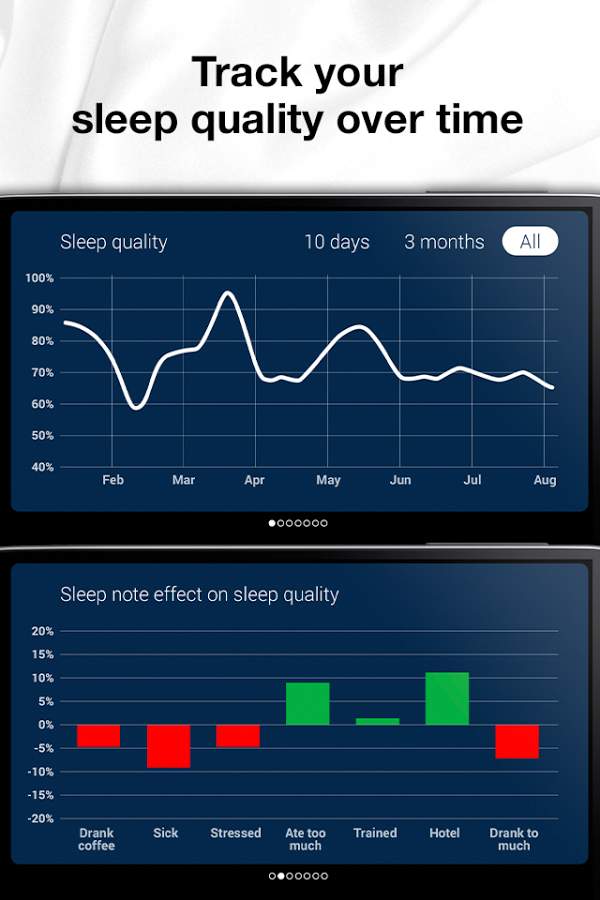 Track your
sleep quality over time
Sleep quality 10 days 3 months All
100%
90%
80%
70%
60%
50%
40%
Feb Mar Apr May Jun Jul Aug
Sleep note effect on sleep quality
20%
15%
10%
5%
0%
-5%
-10%
-15%
-20%
Drank Sick Stressed Ate too Trained Hotel Drank to
coffee much much